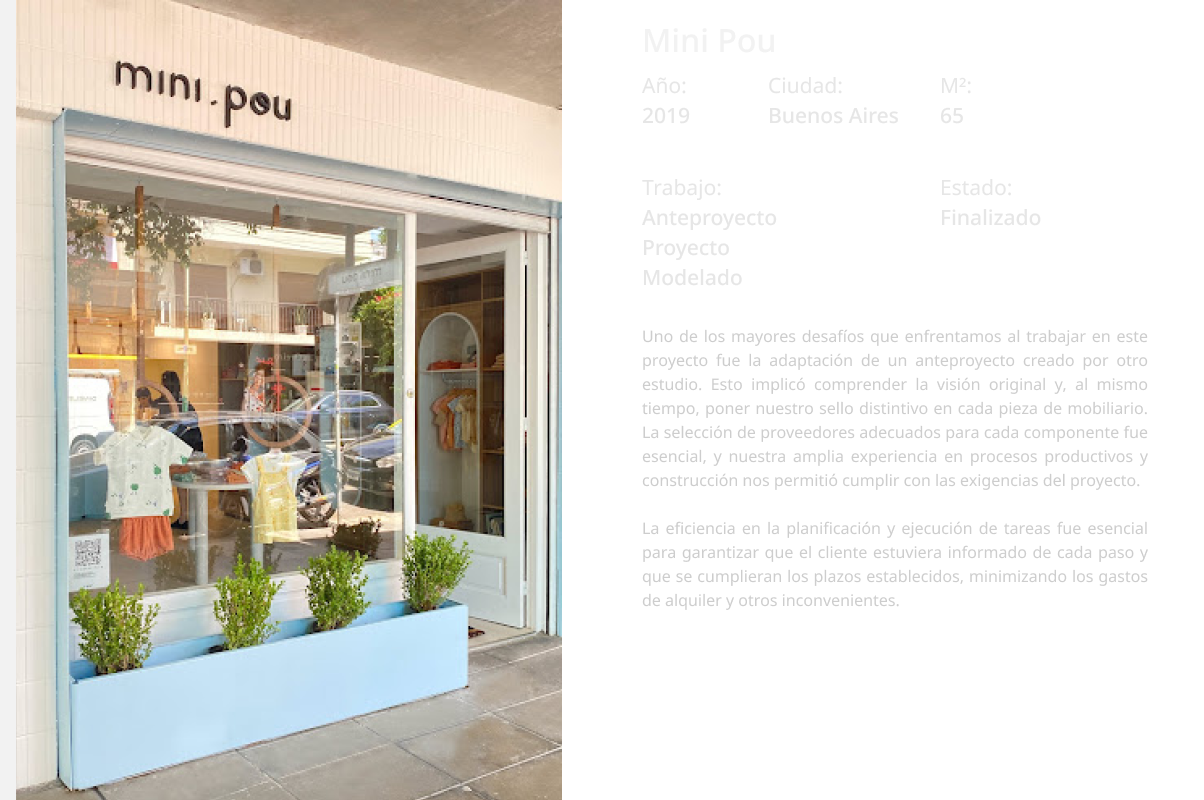 mini.pou
Mini Pou
Año: Ciudad: M²:
2019 Buenos Aires 65
Trabajo: Estado:
Anteproyecto Finalizado
Proyecto
Modelado
Uno de los mayores desafíos que enfrentamos al trabajar en este
proyecto fue la adaptación de un anteproyecto creado por otro
estudio. Esto implicó comprender la visión original y, al mismo
tiempo, poner nuestro sello distintivo en cada pieza de mobiliario.
La selección de proveedores adecuados para cada componente fue
esencial, y nuestra amplia experiencia en procesos productivos y
construcción nos permitió cumplir con las exigencias del proyecto.
La eficiencia en la planificación y ejecución de tareas fue esencial
para garantizar que el cliente estuviera informado de cada paso y
que se cumplieran los plazos establecidos, minimizando los gastos
de alquiler y otros inconvenientes.